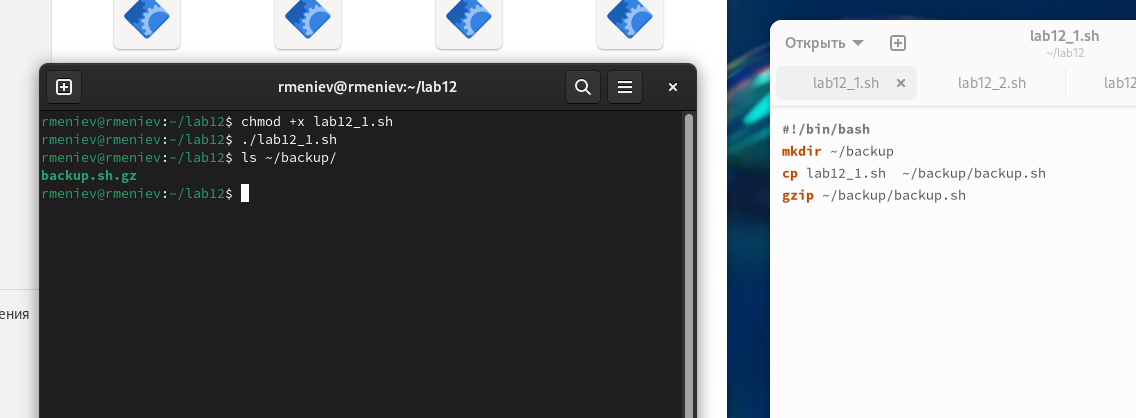 ения
rmeniev@rmeniev:~/lab12
rmeniev@rmeniev:~/lab12$ chmod +x lab12_1.sh
rmeniev@rmeniev:~/lab12$ ./lab12_1.sh
rmeniev@rmeniev:~/lab12$ ls ~/backup/
backup.sh.gz
rmeniev@rmeniev:~/lab12$
Открыть
lab12_1.sh
~/lab12
lab12_1.sh
lab12_2.sh
lab12
#!/bin/bash
mkdir ~/backup
cp lab12_1.sh  ~/backup/backup.sh
gzip ~/backup/backup.sh